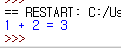 >>>
== RESTART: C:/Us
1 + 2 = 3
>>>